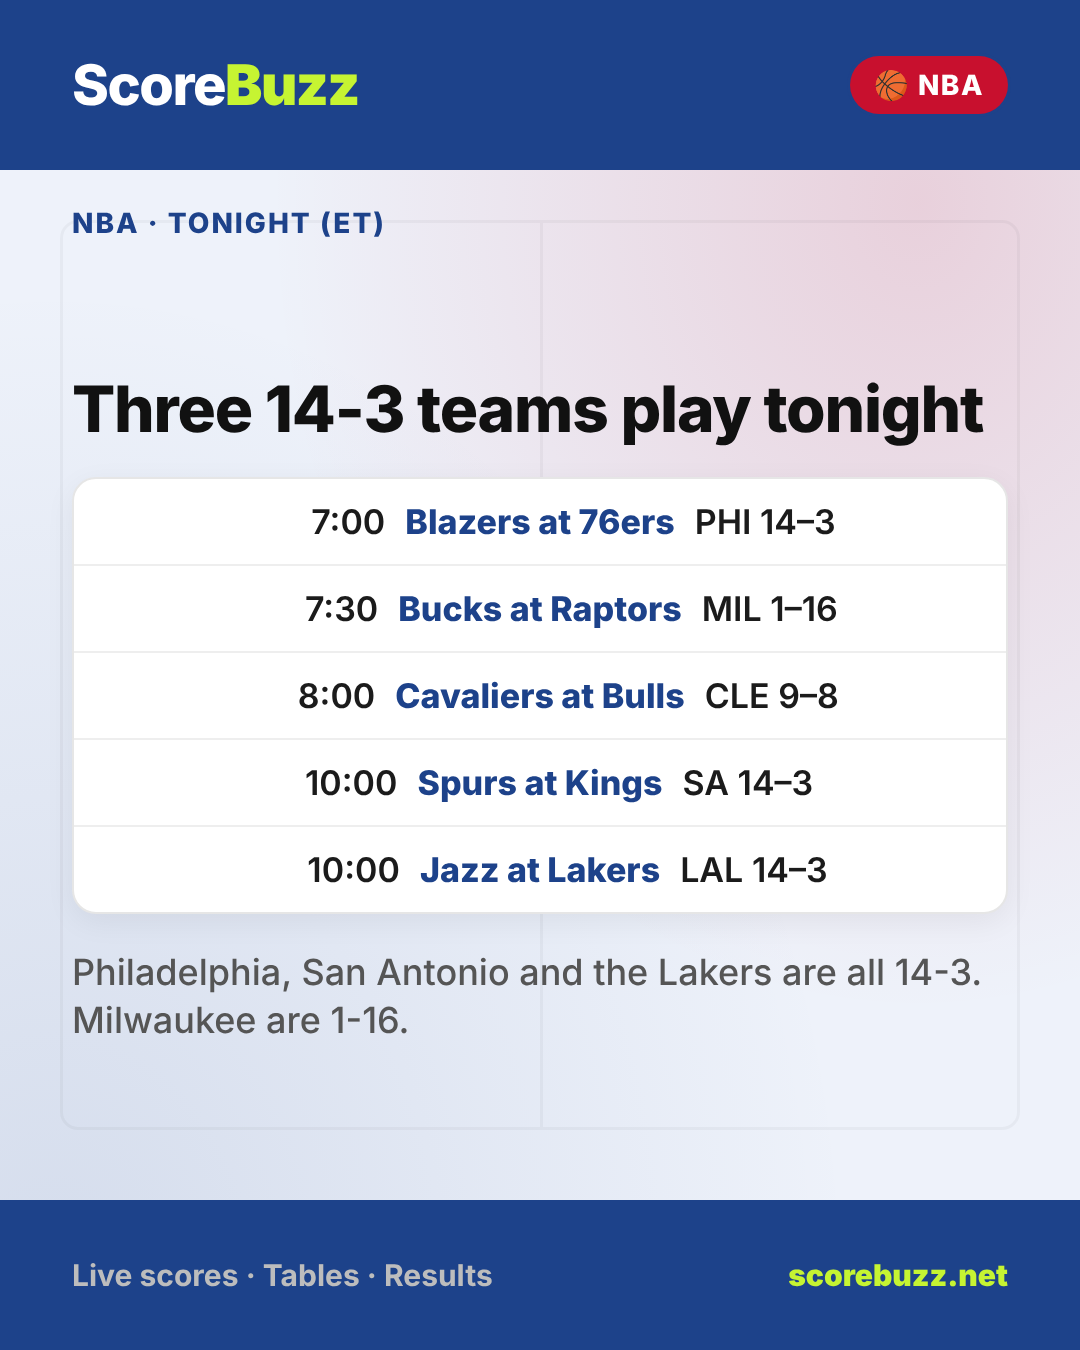 ScoreBuzz
🏀 NBA
NBA · TONIGHT (ET)
Three 14-3 teams play tonight
7:00 Blazers at 76ers PHI 14–3
7:30 Bucks at Raptors MIL 1–16
8:00 Cavaliers at Bulls CLE 9–8
10:00 Spurs at Kings SA 14–3
10:00 Jazz at Lakers LAL 14–3
Philadelphia, San Antonio and the Lakers are all 14-3.
Milwaukee are 1-16.
Live scores · Tables · Results
scorebuzz.net